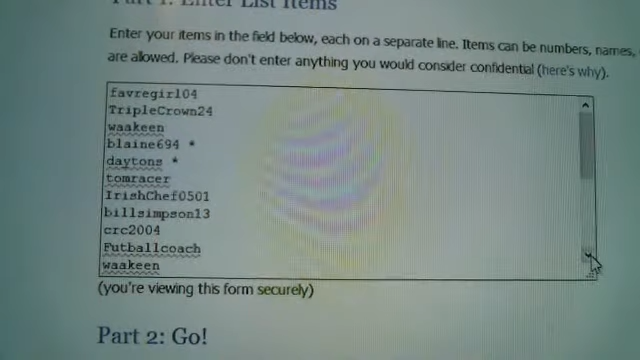 Part 1: Enter List Items
Enter your items in the field below, each on a separate line. Items can be numbers, names,
are allowed. Please don't enter anything you would consider confidential (here's why).
favregirl04
TripleCrown24
waakeen
blaine694 *
daytons *
tomracer
IrishChef0501
billsimpson13
crc2004
Futballcoach
waakeen
(you're viewing this form securely)
Part 2: Go!